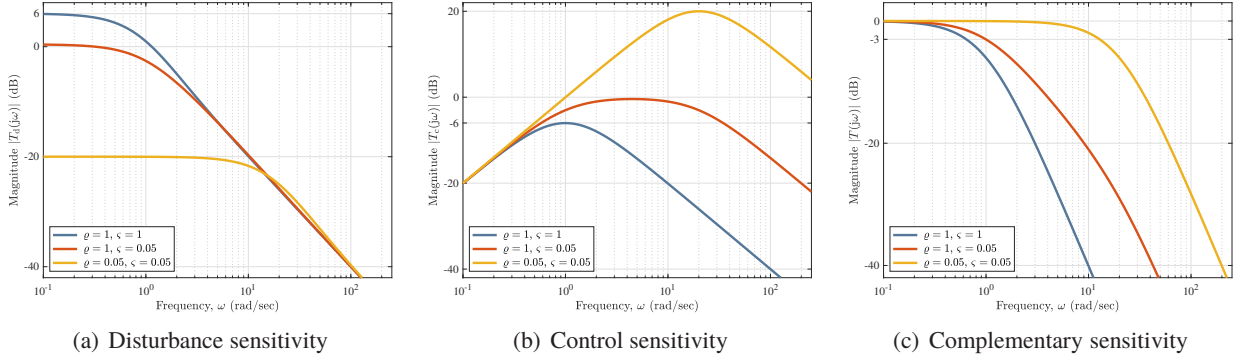 6
0
-20
-40
Magnitude |T_d(jω)| (dB)
ϱ = 1, ς = 1
ϱ = 1, ς = 0.05
ϱ = 0.05, ς = 0.05
10^-1 10^0 10^1 10^2
Frequency, ω (rad/sec)
(a) Disturbance sensitivity
20
0
-6
-20
-40
Magnitude |T_c(jω)| (dB)
ϱ = 1, ς = 1
ϱ = 1, ς = 0.05
ϱ = 0.05, ς = 0.05
10^-1 10^0 10^1 10^2
Frequency, ω (rad/sec)
(b) Control sensitivity
0
-3
-20
-40
Magnitude |T(jω)| (dB)
ϱ = 1, ς = 1
ϱ = 1, ς = 0.05
ϱ = 0.05, ς = 0.05
10^-1 10^0 10^1 10^2
Frequency, ω (rad/sec)
(c) Complementary sensitivity